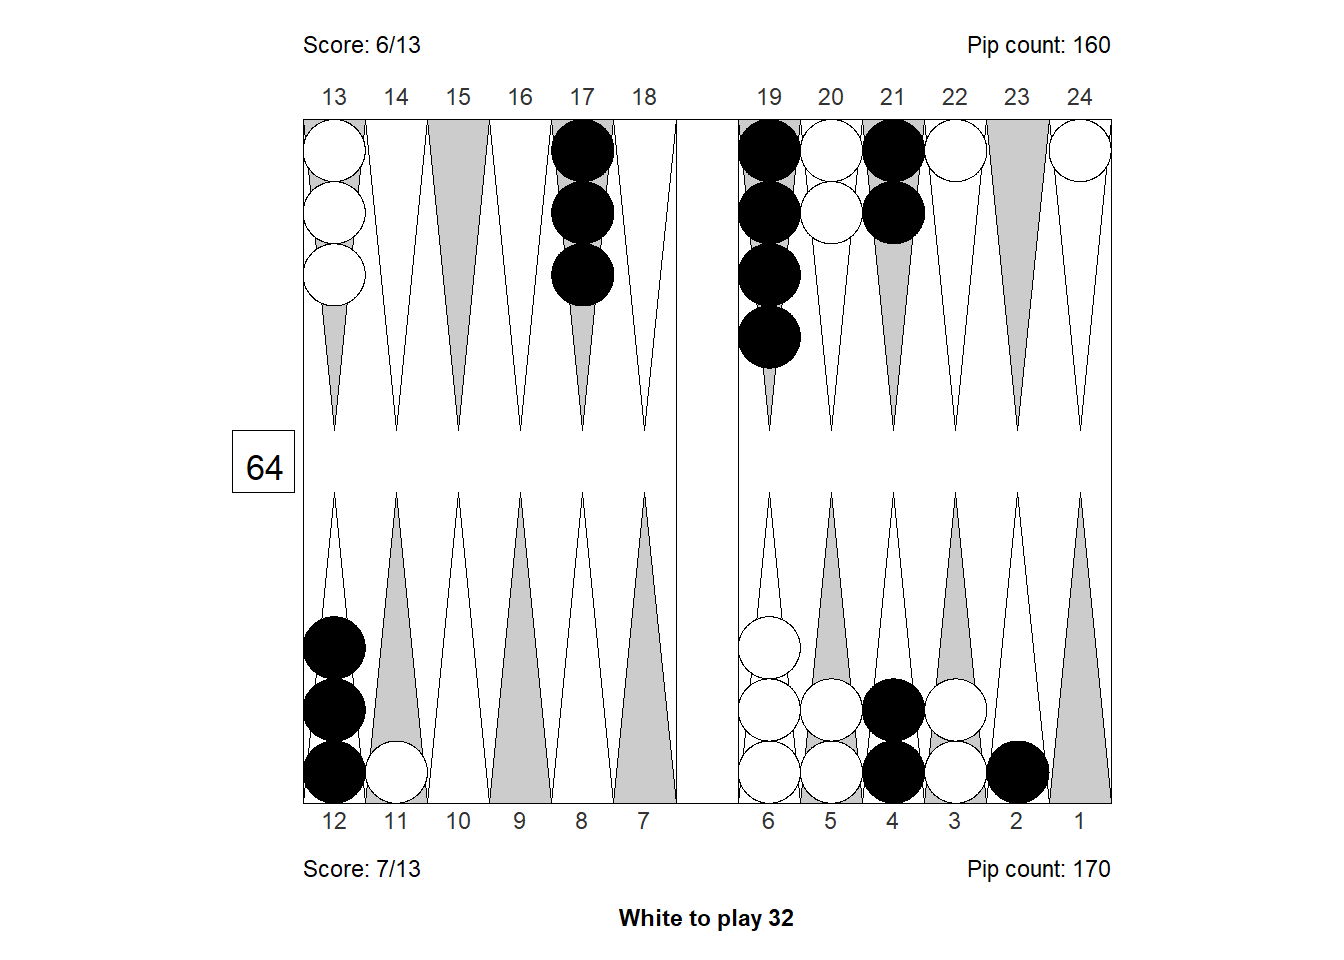 Score: 6/13 Pip count: 160
13 14 15 16 17 18 19 20 21 22 23 24
64
12 11 10 9 8 7 6 5 4 3 2 1
Score: 7/13 Pip count: 170
White to play 32